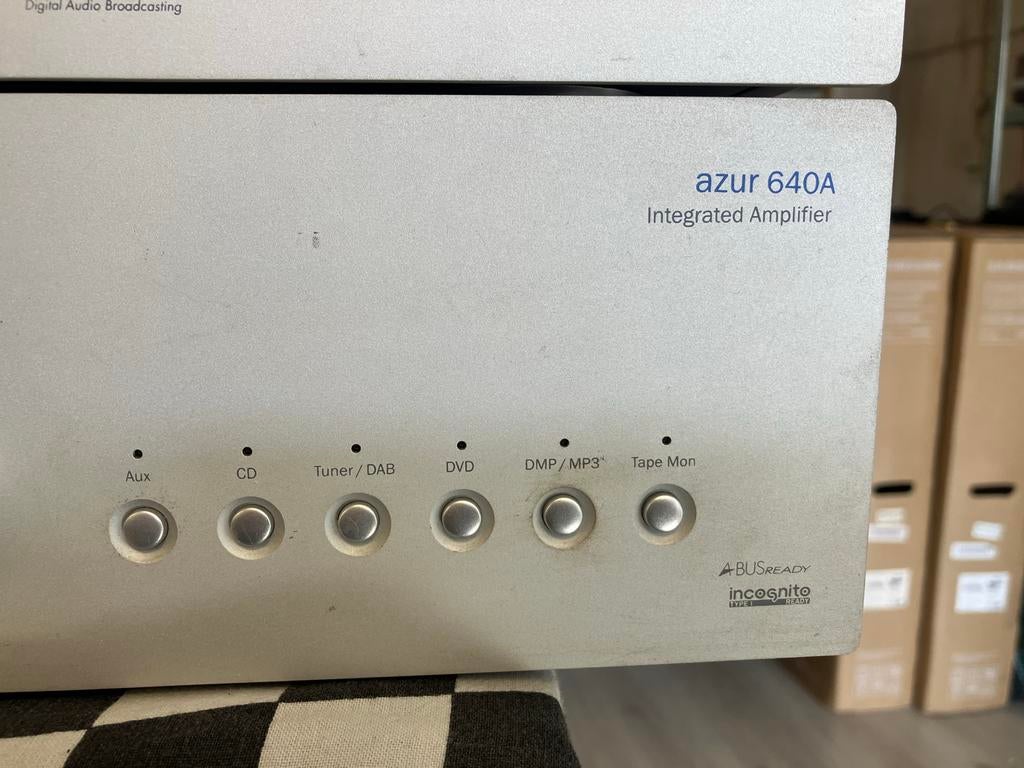 Digital Audio Broadcasting
azur 640A
Integrated Amplifier
Aux
CD
Tuner / DAB
DVD
DMP / MP3
Tape Mon
A-BUS READY
incognito
TYPE I READY